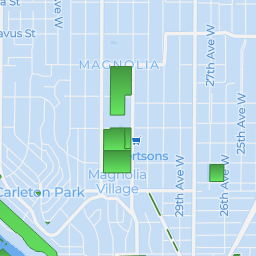 avus St
MAGNOLIA
27th Ave W
25th Ave W
ertsons
Carleton Park
Magnolia
Village
29th Ave W
26th Ave W